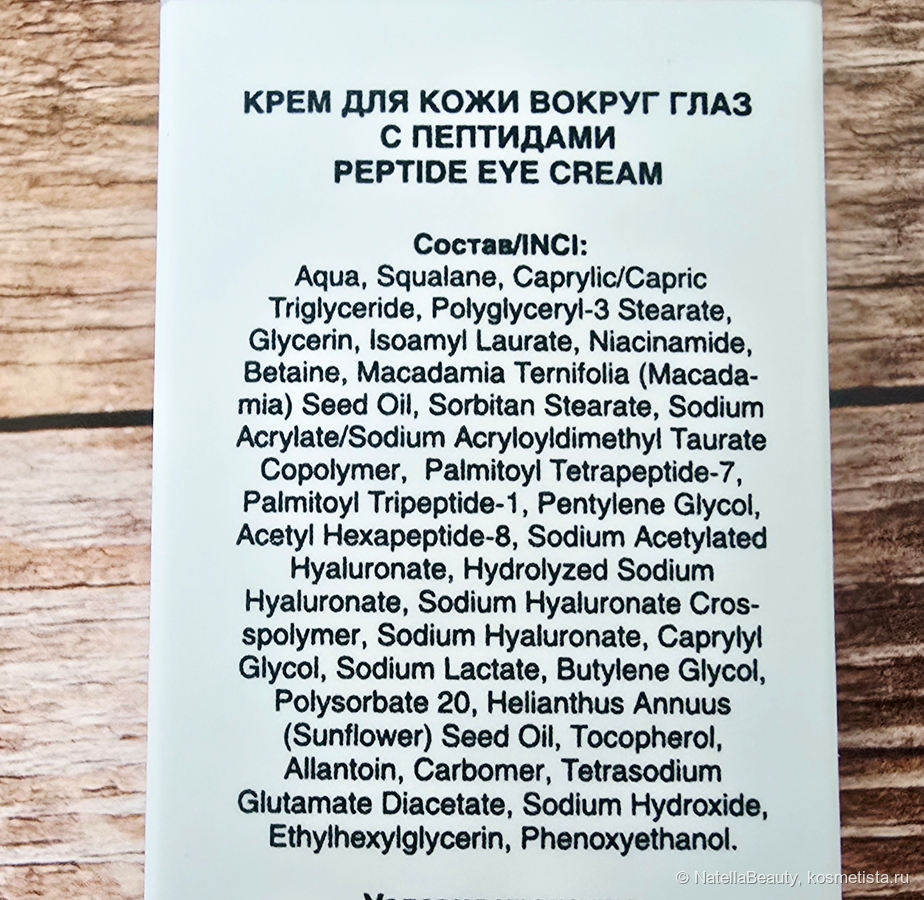 КРЕМ ДЛЯ КОЖИ ВОКРУГ ГЛАЗ
С ПЕПТИДАМИ
PEPTIDE EYE CREAM
Состав/INCI:
Aqua, Squalane, Caprylic/Capric
Triglyceride, Polyglyceryl-3 Stearate,
Glycerin, Isoamyl Laurate, Niacinamide,
Betaine, Macadamia Ternifolia (Macada-
mia) Seed Oil, Sorbitan Stearate, Sodium
Acrylate/Sodium Acryloyldimethyl Taurate
Copolymer, Palmitoyl Tetrapeptide-7,
Palmitoyl Tripeptide-1, Pentylene Glycol,
Acetyl Hexapeptide-8, Sodium Acetylated
Hyaluronate, Hydrolyzed Sodium
Hyaluronate, Sodium Hyaluronate Cros-
spolymer, Sodium Hyaluronate, Caprylyl
Glycol, Sodium Lactate, Butylene Glycol,
Polysorbate 20, Helianthus Annuus
(Sunflower) Seed Oil, Tocopherol,
Allantoin, Carbomer, Tetrasodium
Glutamate Diacetate, Sodium Hydroxide,
Ethylhexylglycerin, Phenoxyethanol.
© NatellaBeauty, kosmetista.ru